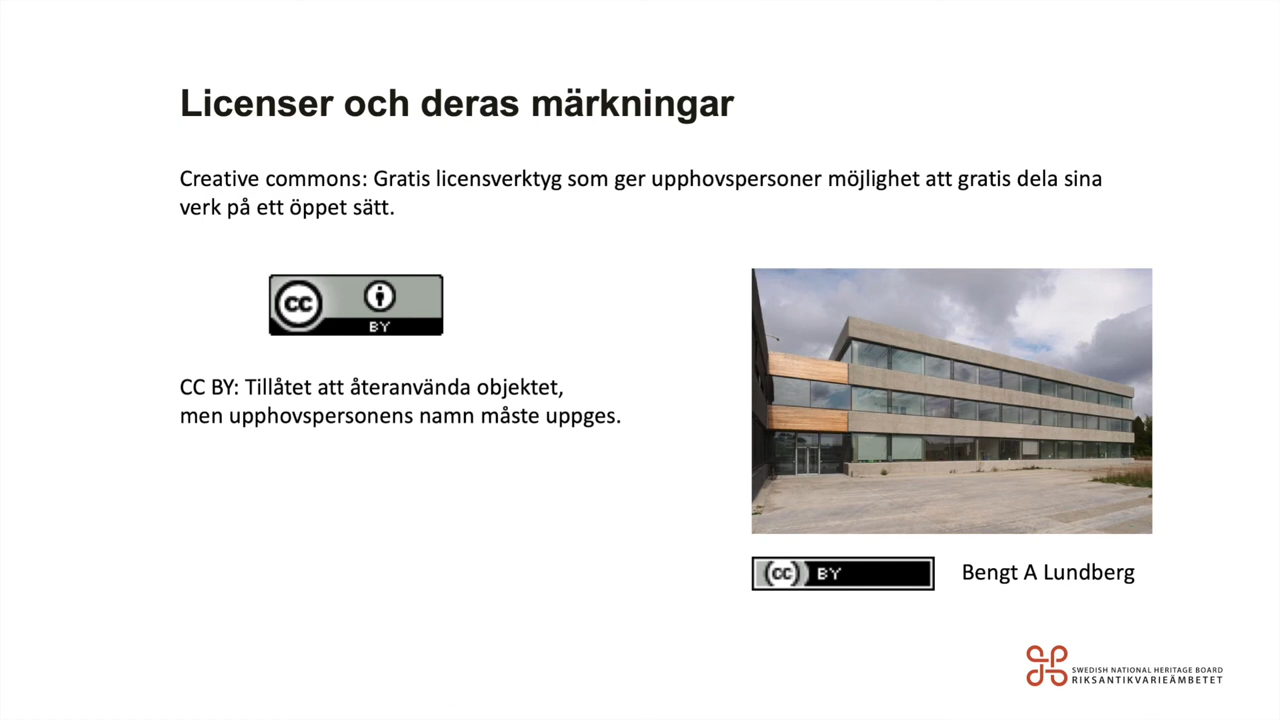 Licenser och deras märkningar
Creative commons: Gratis licensverktyg som ger upphovspersoner möjlighet att gratis dela sina
verk på ett öppet sätt.
cc BY
CC BY: Tillåtet att återanvända objektet,
men upphovspersonens namn måste uppges.
cc BY
Bengt A Lundberg
SWEDISH NATIONAL HERITAGE BOARD
RIKSANTIKVARIEÄMBETET